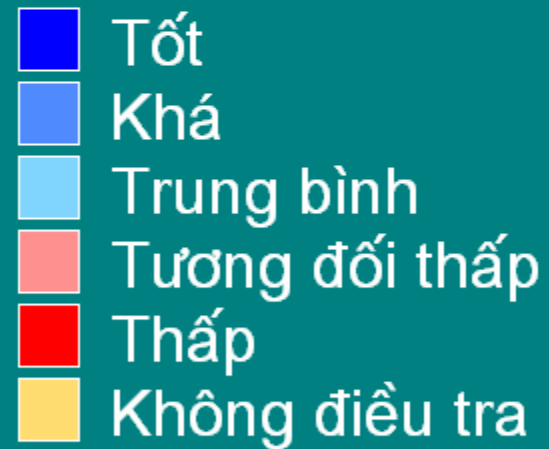 Tốt
Khá
Trung bình
Tương đối thấp
Thấp
Không điều tra